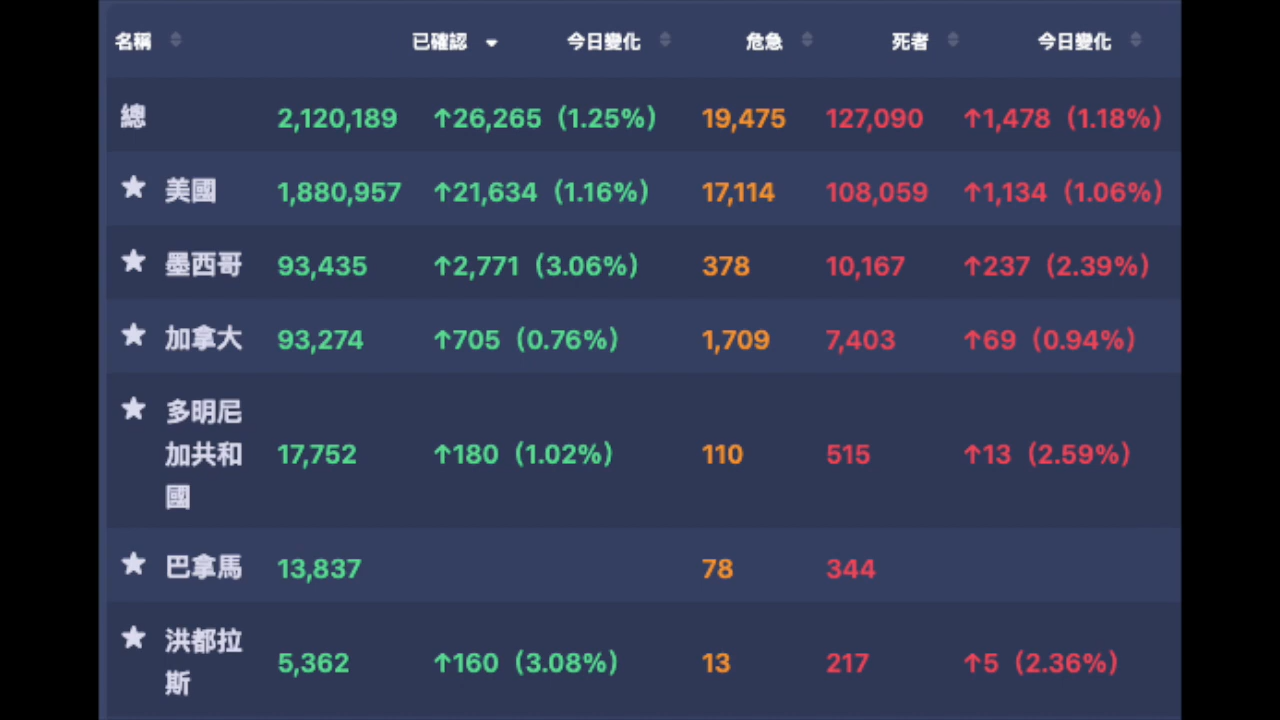 名稱 已確認 今日變化 危急 死者 今日變化
總 2,120,189 ↑26,265 (1.25%) 19,475 127,090 ↑1,478 (1.18%)
★ 美國 1,880,957 ↑21,634 (1.16%) 17,114 108,059 ↑1,134 (1.06%)
★ 墨西哥 93,435 ↑2,771 (3.06%) 378 10,167 ↑237 (2.39%)
★ 加拿大 93,274 ↑705 (0.76%) 1,709 7,403 ↑69 (0.94%)
★ 多明尼
加共和 17,752 ↑180 (1.02%) 110 515 ↑13 (2.59%)
國
★ 巴拿馬 13,837 78 344
★ 洪都拉
斯 5,362 ↑160 (3.08%) 13 217 ↑5 (2.36%)